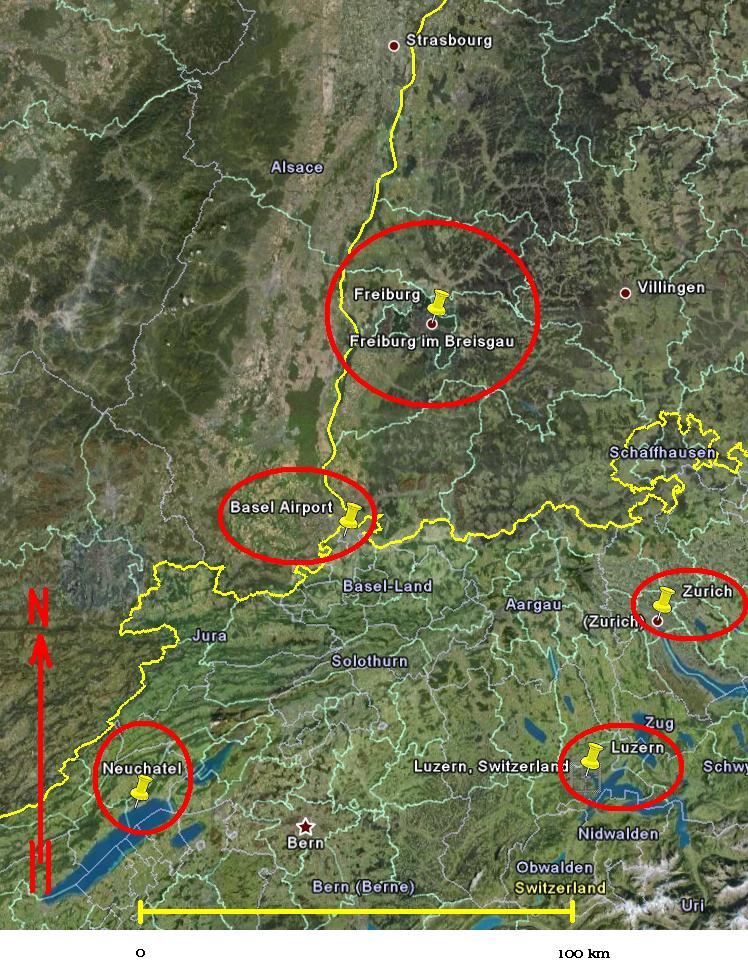 Strasbourg
Alsace
Villingen
Freiburg
Freiburg im Breisgau
Schaffhausen
Basel Airport
Basel-Land
Aargau
Zurich
(Zurich)
N
Jura
Solothurn
Zug
Neuchatel
Luzern
Luzern, Switzerland
Schwy
Nidwalden
Bern
Obwalden
Bern (Berne)
Switzerland
Uri
0
100 km